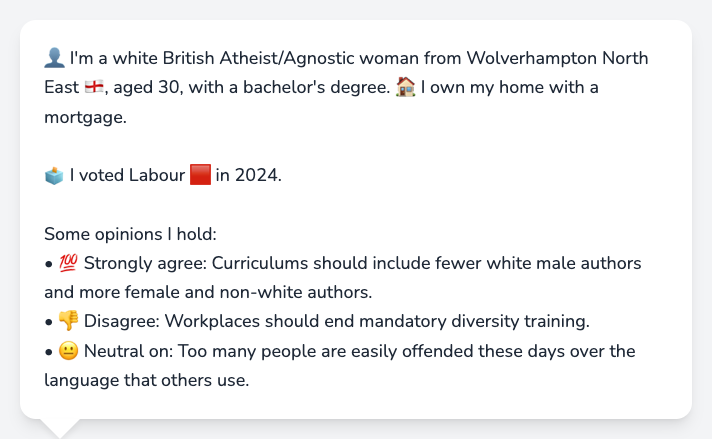 👤 I'm a white British Atheist/Agnostic woman from Wolverhampton North
East 🏴󠁧󠁢󠁥󠁮󠁧󠁿, aged 30, with a bachelor's degree. 🏠 I own my home with a
mortgage.
🗳️ I voted Labour 🟥 in 2024.
Some opinions I hold:
• 💯 Strongly agree: Curriculums should include fewer white male authors
and more female and non-white authors.
• 👎 Disagree: Workplaces should end mandatory diversity training.
• 😐 Neutral on: Too many people are easily offended these days over the
language that others use.